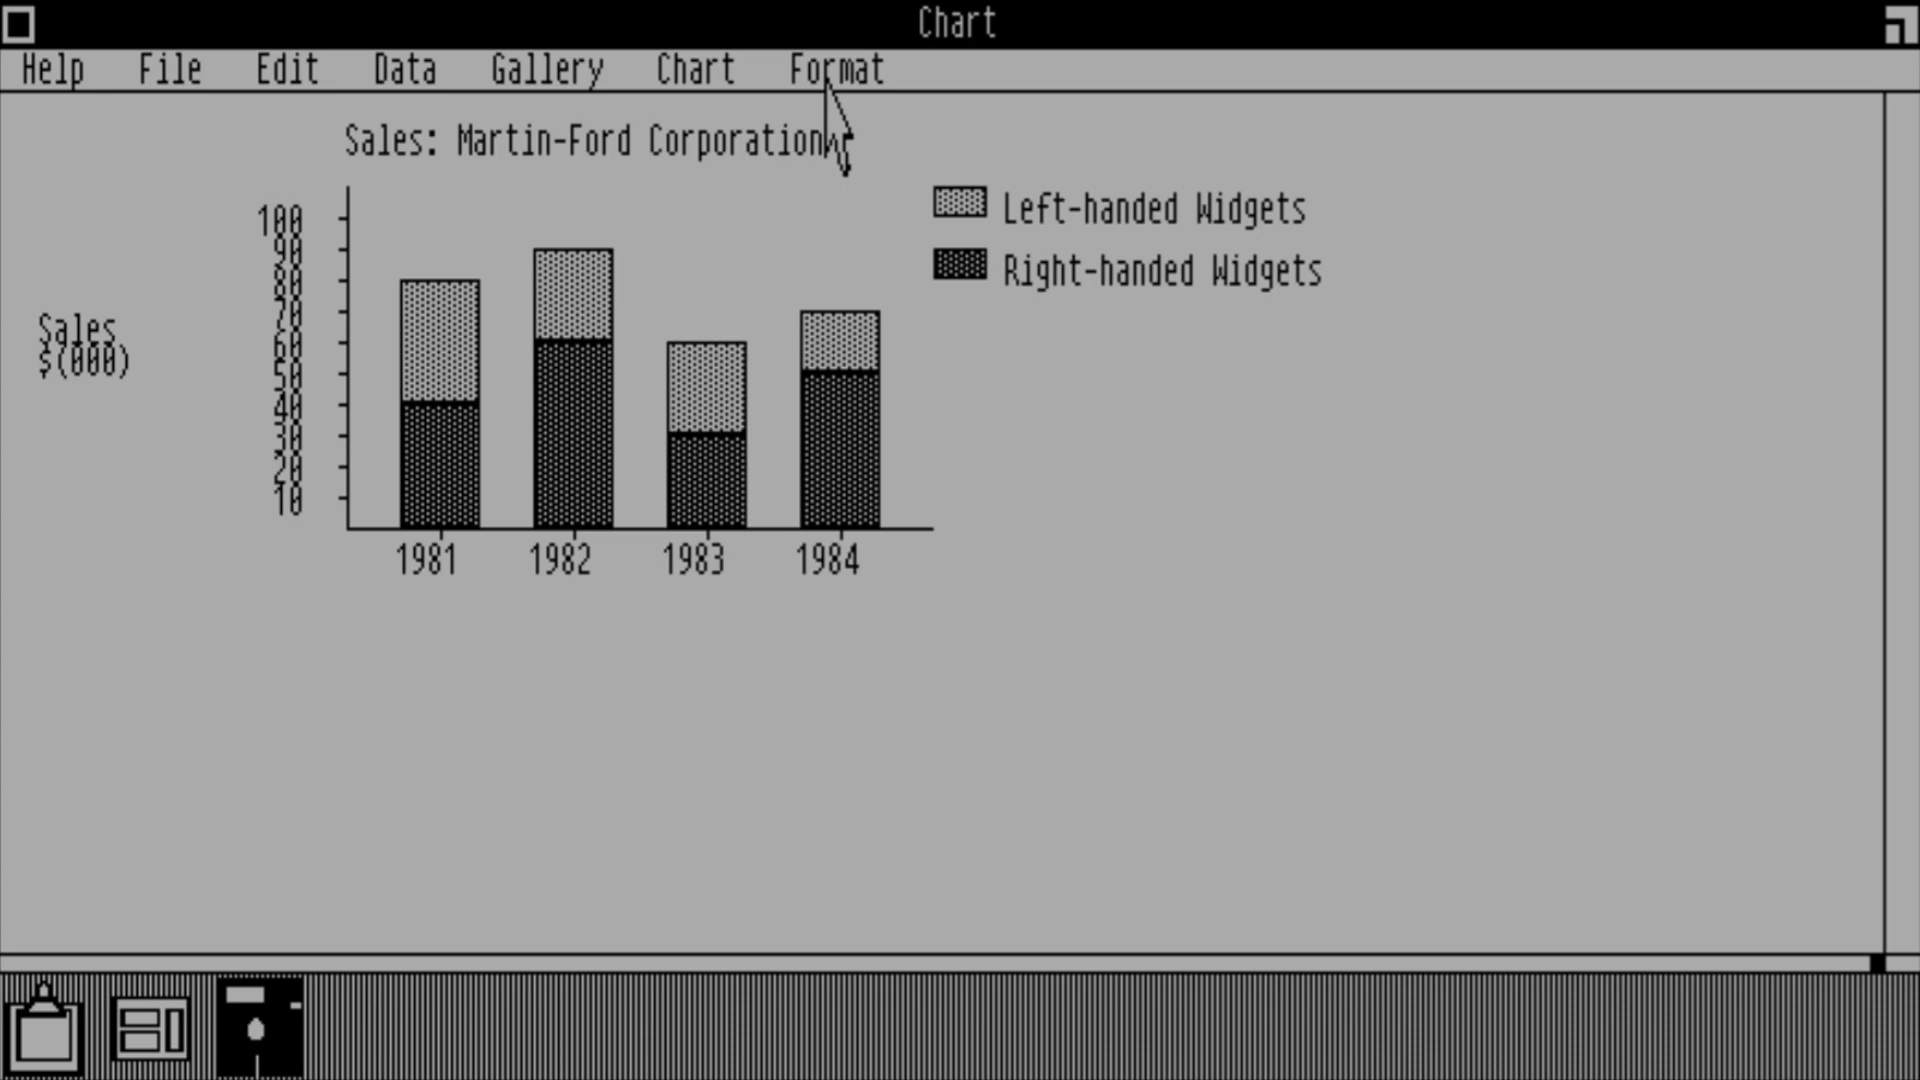 Chart
Help File Edit Data Gallery Chart Format
Sales: Martin-Ford Corporation
Left-handed Widgets
Right-handed Widgets
100
90
80
70
60
50
40
30
20
10
Sales
$(000)
1981 1982 1983 1984